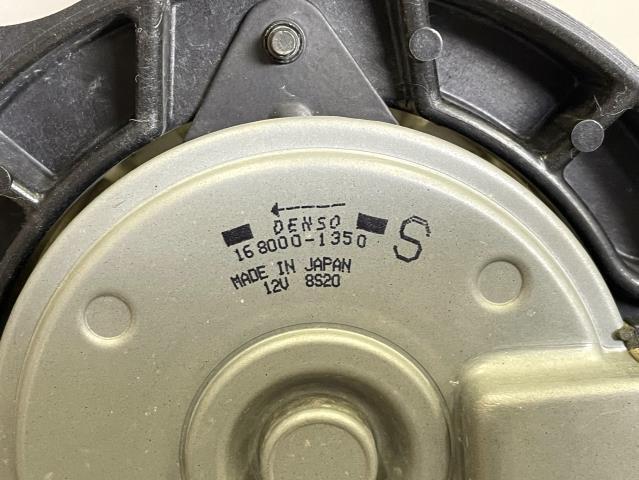 DENSO
168000-1350
S
MADE IN JAPAN
12V 8S20